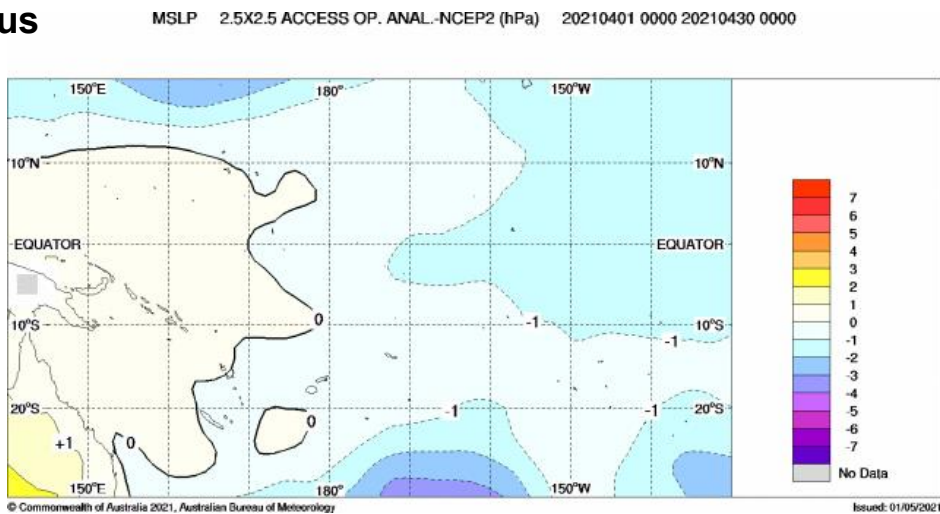 us
MSLP 2.5X2.5 ACCESS OP. ANAL.-NCEP2 (hPa) 20210401 0000 20210430 0000
150°E 180° 150°W
10°N 10°N
EQUATOR EQUATOR
10°S 0 -1 10°S
-1
20°S -1 -1 20°S
0
+1 0
150°E 180° 150°W
7
6
5
4
3
2
1
0
-1
-2
-3
-4
-5
-6
-7
No Data
© Commonwealth of Australia 2021, Australian Bureau of Meteorology Issued: 01/05/2021